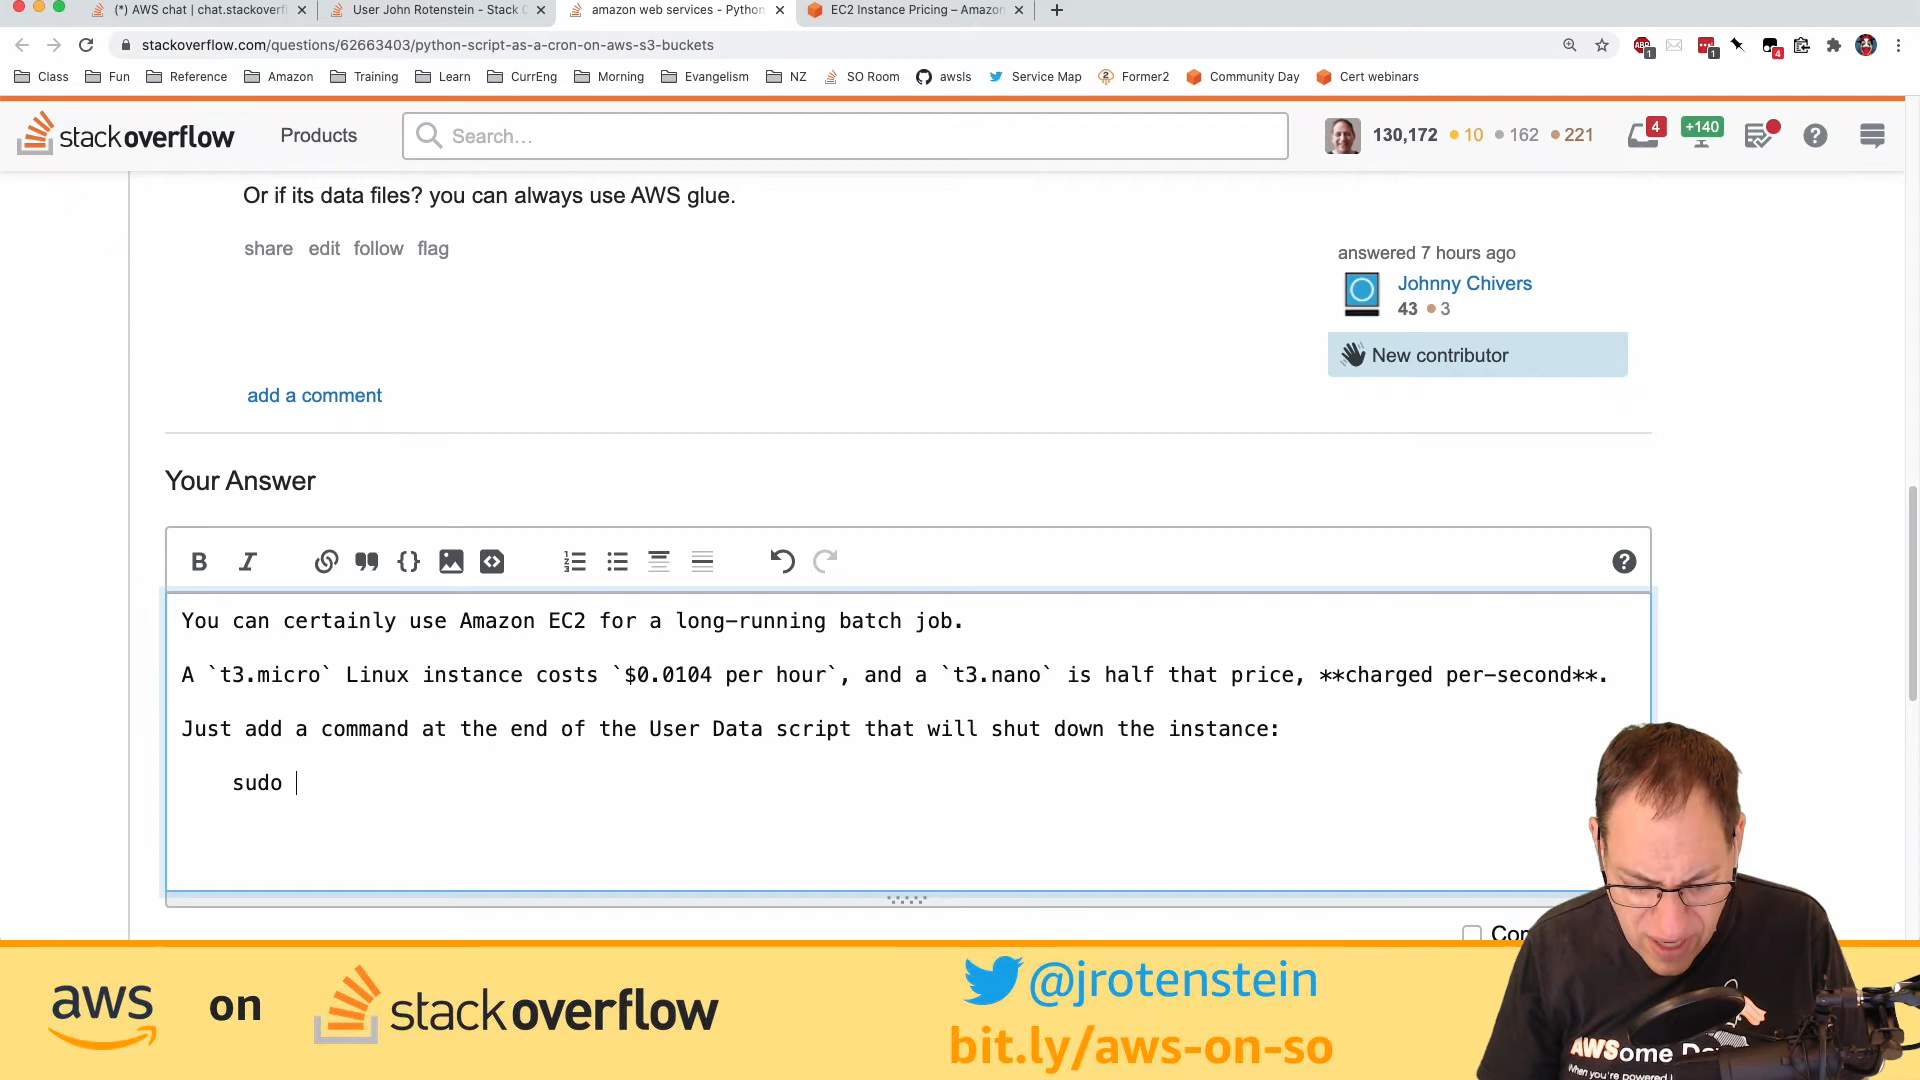 (*) AWS chat | chat.stackoverfl
User John Rotenstein - Stack O
amazon web services - Python
EC2 Instance Pricing – Amazon
stackoverflow.com/questions/62663403/python-script-as-a-cron-on-aws-s3-buckets
1
1
4
Class Fun Reference Amazon Training Learn CurrEng Morning Evangelism NZ SO Room awsls Service Map Former2 Community Day Cert webinars
stackoverflow
Products
Search...
130,172 10 162 221
4
+140
Or if its data files? you can always use AWS glue.
share edit follow flag
answered 7 hours ago
Johnny Chivers
43 3
New contributor
add a comment
Your Answer
B I
You can certainly use Amazon EC2 for a long-running batch job.
A `t3.micro` Linux instance costs `$0.0104 per hour`, and a `t3.nano` is half that price, **charged per-second**.
Just add a command at the end of the User Data script that will shut down the instance:
sudo
aws on stackoverflow
@jrotenstein
bit.ly/aws-on-so
AWSome
When you're powered